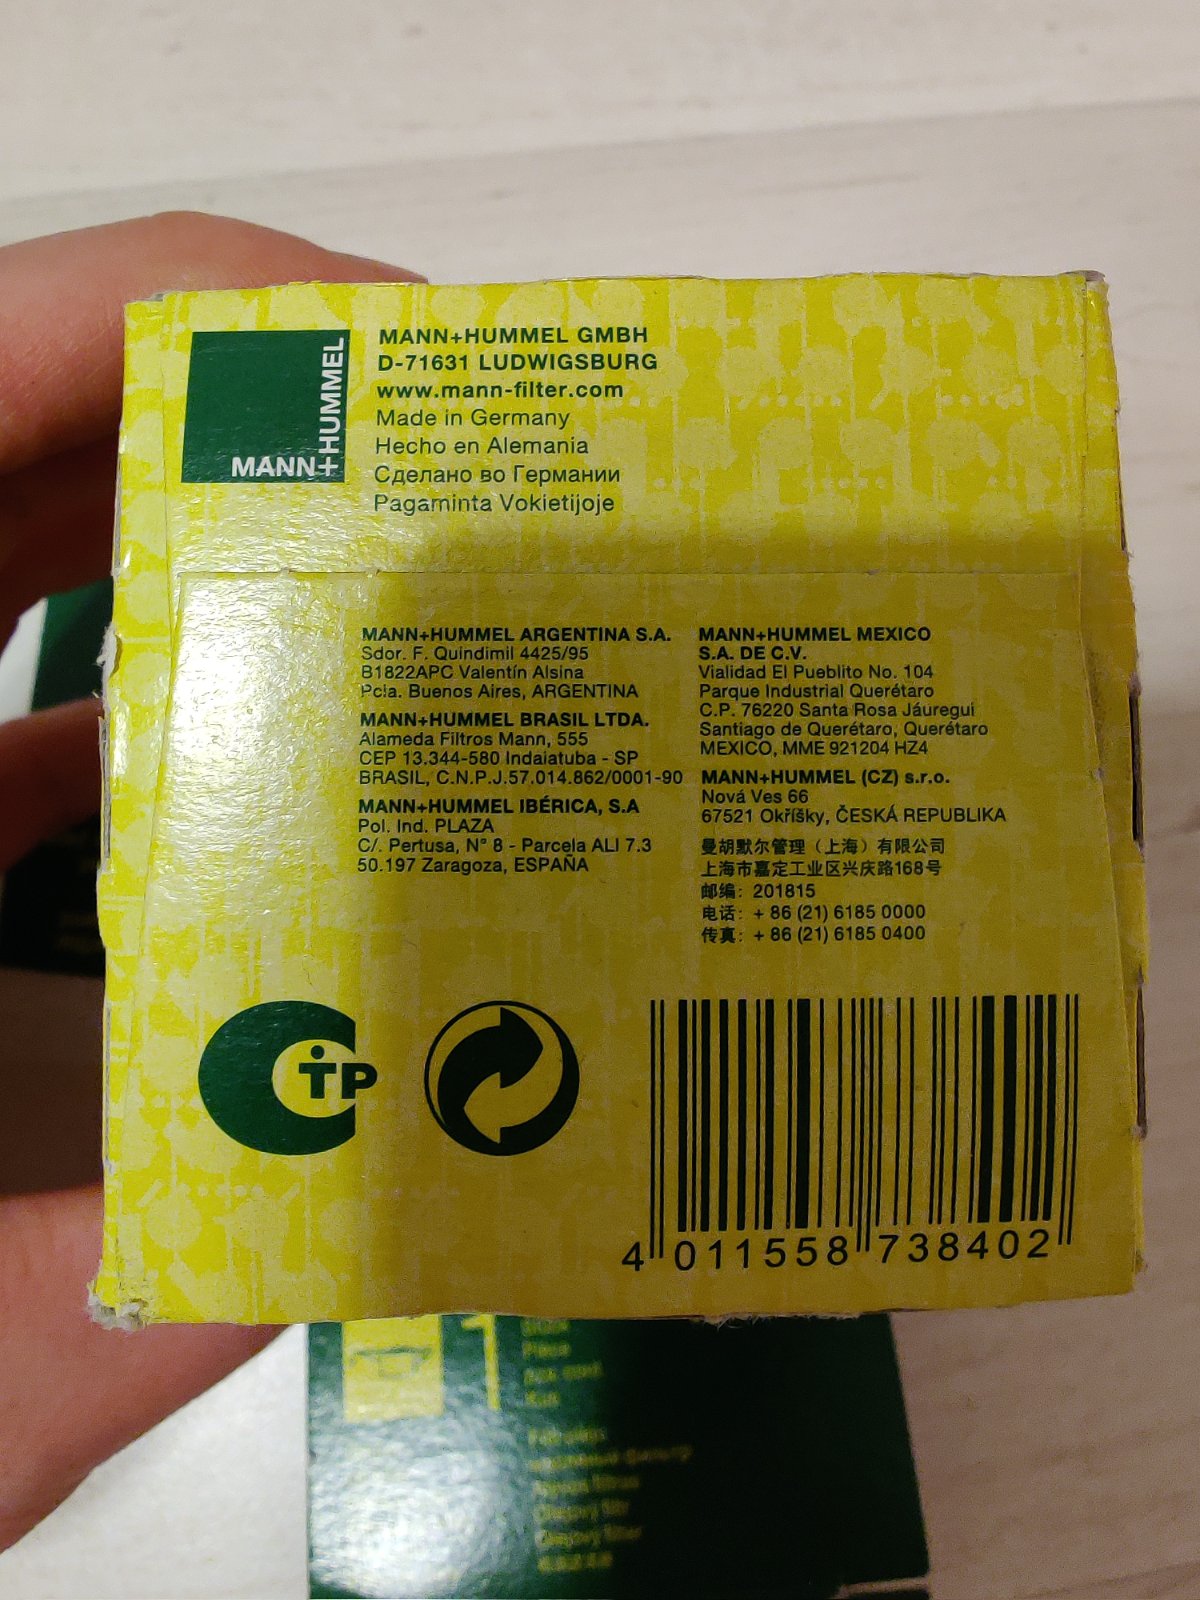 MANN+HUMMEL
MANN+HUMMEL GMBH
D-71631 LUDWIGSBURG
www.mann-filter.com
Made in Germany
Hecho en Alemania
Сделано во Германии
Pagaminta Vokietijoje
MANN+HUMMEL ARGENTINA S.A.
Sdor. F. Quindimil 4425/95
B1822APC Valentín Alsina
Pcia. Buenos Aires, ARGENTINA
MANN+HUMMEL BRASIL LTDA.
Alameda Filtros Mann, 555
CEP 13.344-580 Indaiatuba - SP
BRASIL, C.N.P.J.57.014.862/0001-90
MANN+HUMMEL IBÉRICA, S.A
Pol. Ind. PLAZA
C/. Pertusa, N° 8 - Parcela ALI 7.3
50.197 Zaragoza, ESPAÑA
MANN+HUMMEL MEXICO
S.A. DE C.V.
Vialidad El Pueblito No. 104
Parque Industrial Querétaro
C.P. 76220 Santa Rosa Jáuregui
Santiago de Querétaro, Querétaro
MEXICO, MME 921204 HZ4
MANN+HUMMEL (CZ) s.r.o.
Nová Ves 66
67521 Okříšky, ČESKÁ REPUBLIKA
曼胡默尔管理（上海）有限公司
上海市嘉定工业区兴庆路168号
邮编：201815
电话：+ 86 (21) 6185 0000
传真：+ 86 (21) 6185 0400
TP
4 011558 738402
1